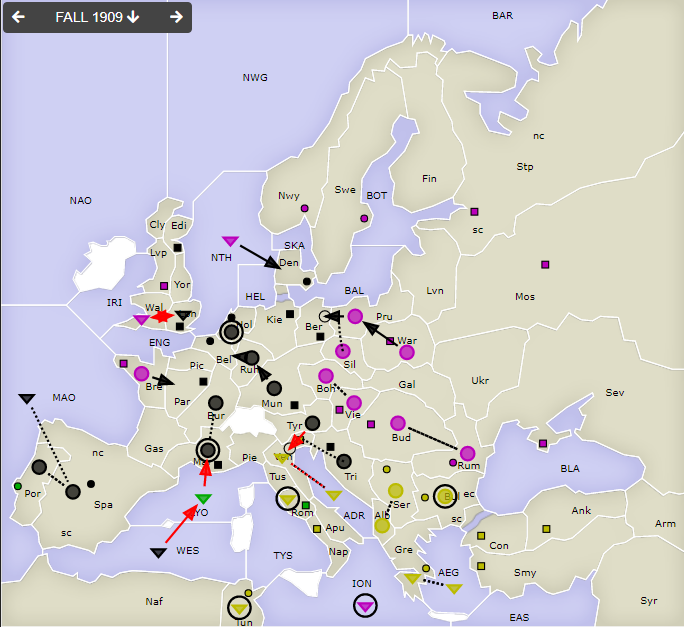 FALL 1909
BAR
NWG
nc
Stp
Fin
Nwy
Swe
BOT
NAO
Cly Edi
sc
SKA
Lvp
NTH
Den
Mos
Yor
BAL
Lvn
HEL
IRI
Wal
Kie
Pru
Hol
Ber
ENG
War
Bel
Ruh
Sil
Pic
Bre
Boh
Gal
Ukr
MAO
Par
Mun
Vie
Sev
Bur
Tyr
Bud
nc
Gas
Ven
Rum
Pie
Tri
BLA
Tus
Por
Spa
ec
Rom
ADR
Ser
Ank
sc
Apu
Alb
sc
Arm
Con
WES
TYS
Nap
Gre
AEG
Smy
ION
Naf
Syr
Tun
EAS